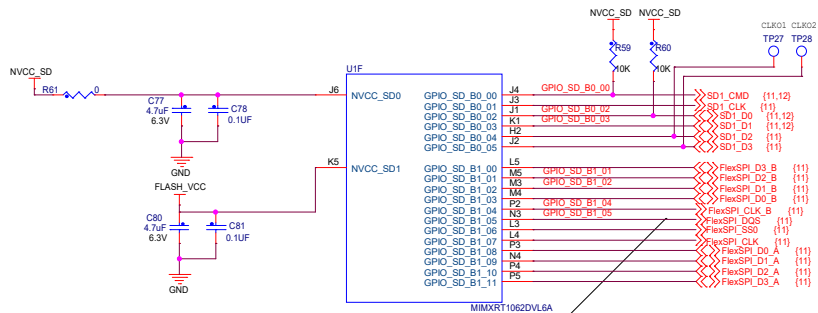 NVCC_SD NVCC_SD CLKO1 CLKO2
TP27 TP28
R59 R60
10K 10K
NVCC_SD
R61 0
U1F
C77
4.7uF
6.3V
C78
0.1UF
GND
FLASH_VCC
C80
4.7uF
6.3V
C81
0.1UF
GND
J6 NVCC_SD0
K5 NVCC_SD1
GPIO_SD_B0_00 J4 GPIO_SD_B0_00 SD1_CMD {11,12}
GPIO_SD_B0_01 J3 SD1_CLK {11}
GPIO_SD_B0_02 J1 GPIO_SD_B0_02 SD1_D0 {11,12}
GPIO_SD_B0_03 K1 GPIO_SD_B0_03 SD1_D1 {11,12}
GPIO_SD_B0_04 H2 SD1_D2 {11}
GPIO_SD_B0_05 J2 SD1_D3 {11}
GPIO_SD_B1_00 L5 FlexSPI_D3_B {11}
GPIO_SD_B1_01 M5 GPIO_SD_B1_01 FlexSPI_D2_B {11}
GPIO_SD_B1_02 M3 GPIO_SD_B1_02 FlexSPI_D1_B {11}
GPIO_SD_B1_03 M4 FlexSPI_D0_B {11}
GPIO_SD_B1_04 P2 GPIO_SD_B1_04 FlexSPI_CLK_B {11}
GPIO_SD_B1_05 N3 GPIO_SD_B1_05 FlexSPI_DQS {11}
GPIO_SD_B1_06 L3 FlexSPI_SS0 {11}
GPIO_SD_B1_07 L4 FlexSPI_CLK {11}
GPIO_SD_B1_08 P3 FlexSPI_D0_A {11}
GPIO_SD_B1_09 N4 FlexSPI_D1_A {11}
GPIO_SD_B1_10 P4 FlexSPI_D2_A {11}
GPIO_SD_B1_11 P5 FlexSPI_D3_A {11}
MIMXRT1062DVL6A